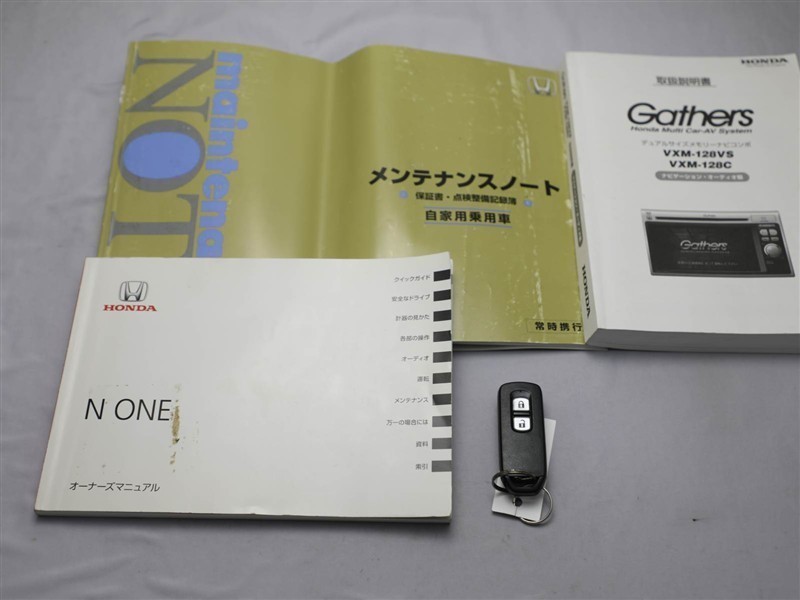 maintena
NOT
メンテナンスノート
保証書・点検整備記録簿
自家用乗用車
常時携行
HONDA
取扱説明書
Gathers
Honda Multi Car-AV System
デュアルサイズメモリーナビコンポ
VXM-128VS
VXM-128C
ナビゲーション・オーディオ編
Gathers
HONDA
HONDA
N ONE
オーナーズマニュアル
クイックガイド
安全なドライブ
計器の見かた
各部の操作
オーディオ
運転
メンテナンス
万一の場合には
資料
索引